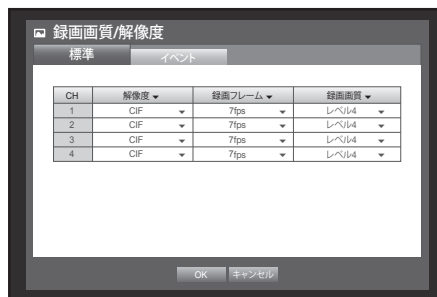 録画画質/解像度
標準 イベント
CH 解像度 録画フレーム 録画画質
1 CIF 7fps レベル4
2 CIF 7fps レベル4
3 CIF 7fps レベル4
4 CIF 7fps レベル4
OK キャンセル